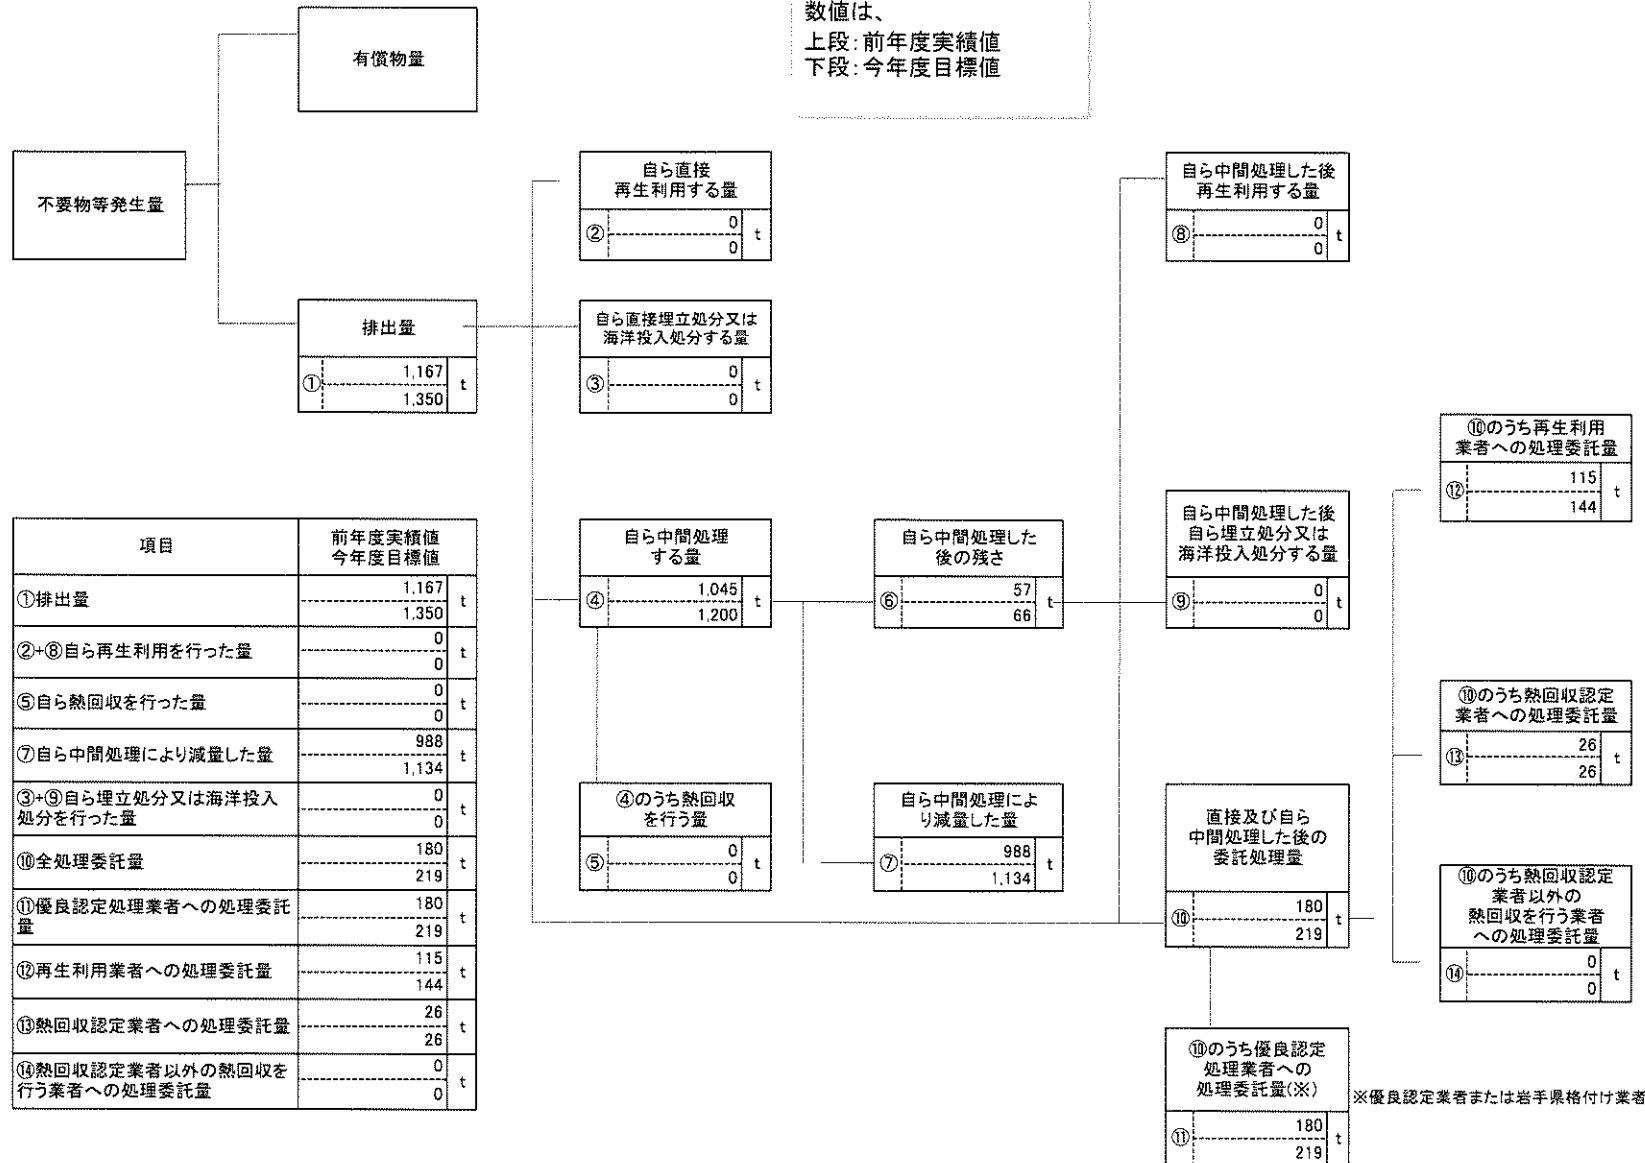 数値は、
上段:前年度実績値
下段:今年度目標値
有償物量
不要物等発生量
自ら直接
再生利用する量
②
0
0
t
自ら中間処理した後
再生利用する量
⑧
0
0
t
排出量
①
1,167
1,350
t
自ら直接埋立処分又は
海洋投入処分する量
③
0
0
t
⑩のうち再生利用
業者への処理委託量
⑫
115
144
t
自ら中間処理
する量
④
1,045
1,200
t
自ら中間処理した
後の残さ
⑥
57
66
t
自ら中間処理した後
自ら埋立処分又は
海洋投入処分する量
⑨
0
0
t
⑩のうち熱回収認定
業者への処理委託量
⑬
26
26
t
④のうち熱回収
を行う量
⑤
0
0
t
自ら中間処理によ
り減量した量
⑦
988
1,134
t
直接及び自ら
中間処理した後の
委託処理量
⑩
180
219
t
⑩のうち熱回収認定
業者以外の
熱回収を行う業者
への処理委託量
⑭
0
0
t
⑩のうち優良認定
処理業者への
処理委託量(※)
⑪
180
219
t
※優良認定業者または岩手県格付け業者
項目
前年度実績値
今年度目標値
①排出量
1,167
1,350
t
②+⑧自ら再生利用を行った量
0
0
t
⑤自ら熱回収を行った量
0
0
t
⑦自ら中間処理により減量した量
988
1,134
t
③+⑨自ら埋立処分又は海洋投入
処分を行った量
0
0
t
⑩全処理委託量
180
219
t
⑪優良認定処理業者への処理委託
量
180
219
t
⑫再生利用業者への処理委託量
115
144
t
⑬熱回収認定業者への処理委託量
26
26
t
⑭熱回収認定業者以外の熱回収を
行う業者への処理委託量
0
0
t